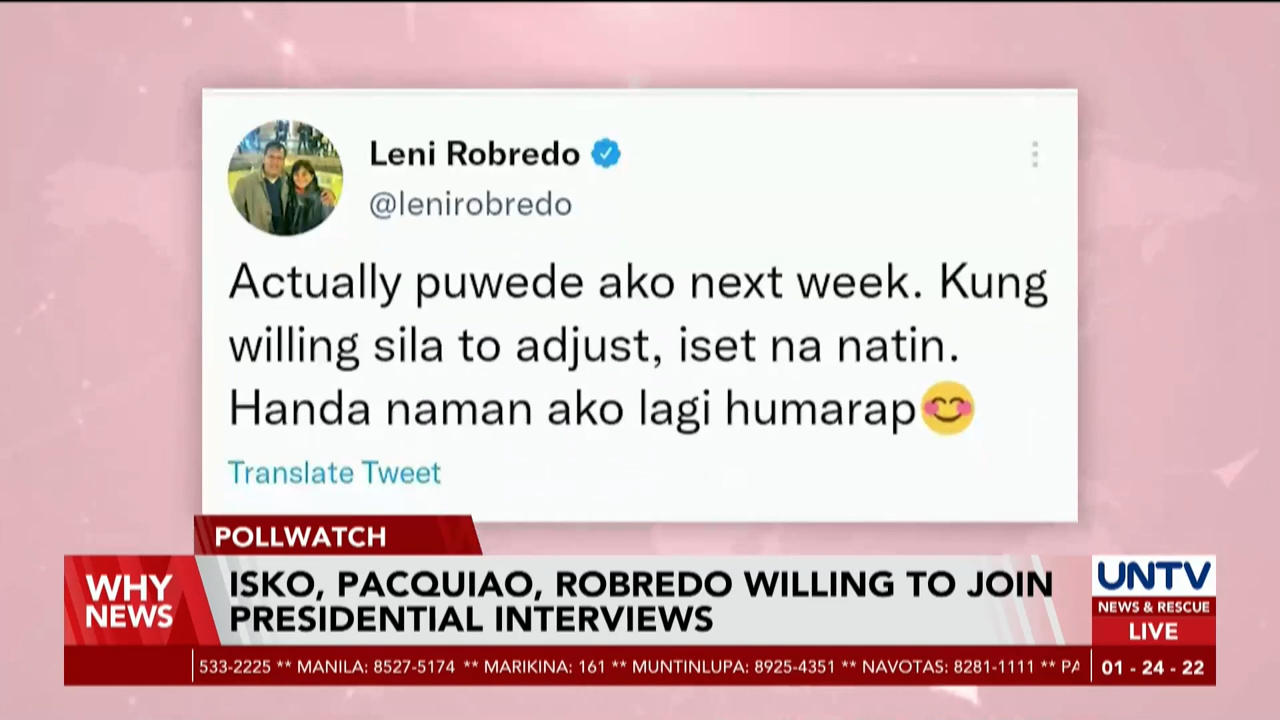 Leni Robredo
@lenirobredo
Actually puwede ako next week. Kung
willing sila to adjust, iset na natin.
Handa naman ako lagi humarap😊
Translate Tweet
POLLWATCH
WHY
NEWS
ISKO, PACQUIAO, ROBREDO WILLING TO JOIN
PRESIDENTIAL INTERVIEWS
UNTV
NEWS & RESCUE
LIVE
533-2225 ** MANILA: 8527-5174 ** MARIKINA: 161 ** MUNTINLUPA: 8925-4351 ** NAVOTAS: 8281-1111 ** PA
01 - 24 - 22